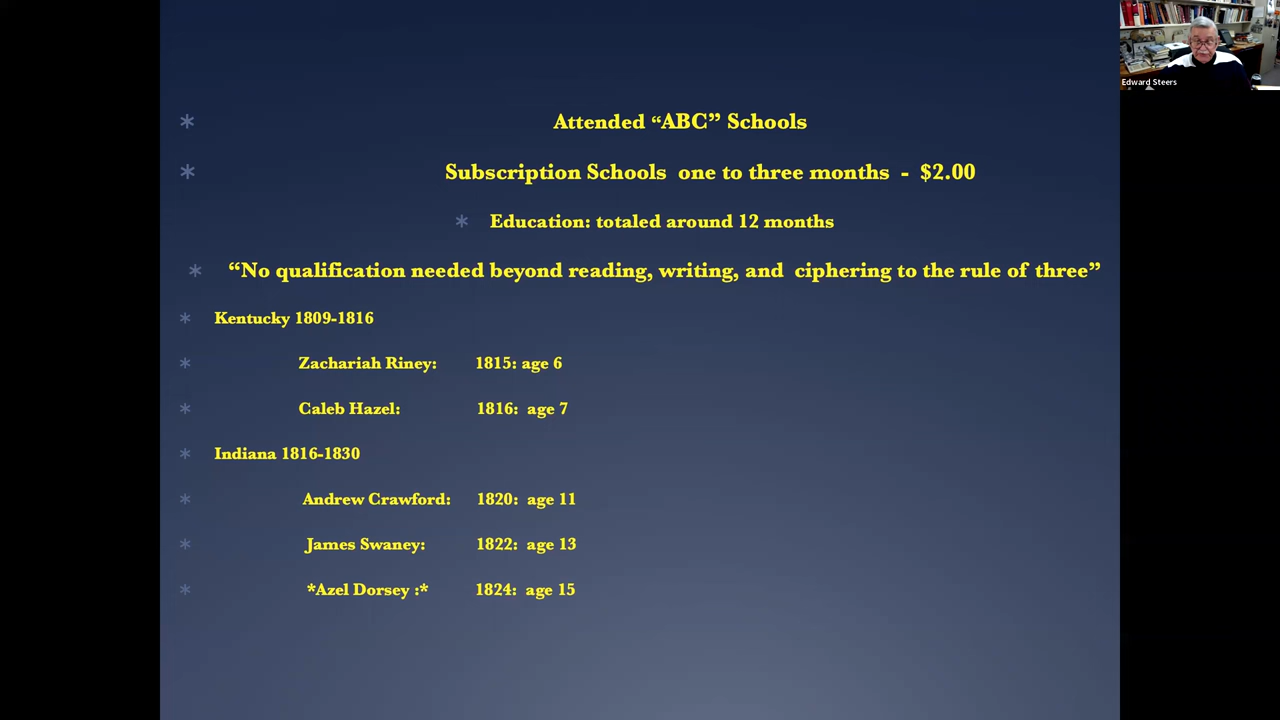 Edward Steers
* Attended “ABC” Schools
* Subscription Schools one to three months - $2.00
* Education: totaled around 12 months
* “No qualification needed beyond reading, writing, and ciphering to the rule of three”
* Kentucky 1809-1816
* Zachariah Riney: 1815: age 6
* Caleb Hazel: 1816: age 7
* Indiana 1816-1830
* Andrew Crawford: 1820: age 11
* James Swaney: 1822: age 13
* *Azel Dorsey :* 1824: age 15